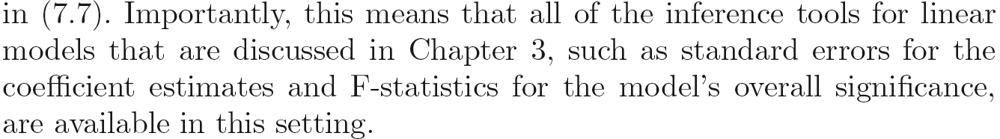 in (7.7). Importantly, this means that all of the inference tools for linear
models that are discussed in Chapter 3, such as standard errors for the
coefficient estimates and F-statistics for the model's overall significance,
are available in this setting.